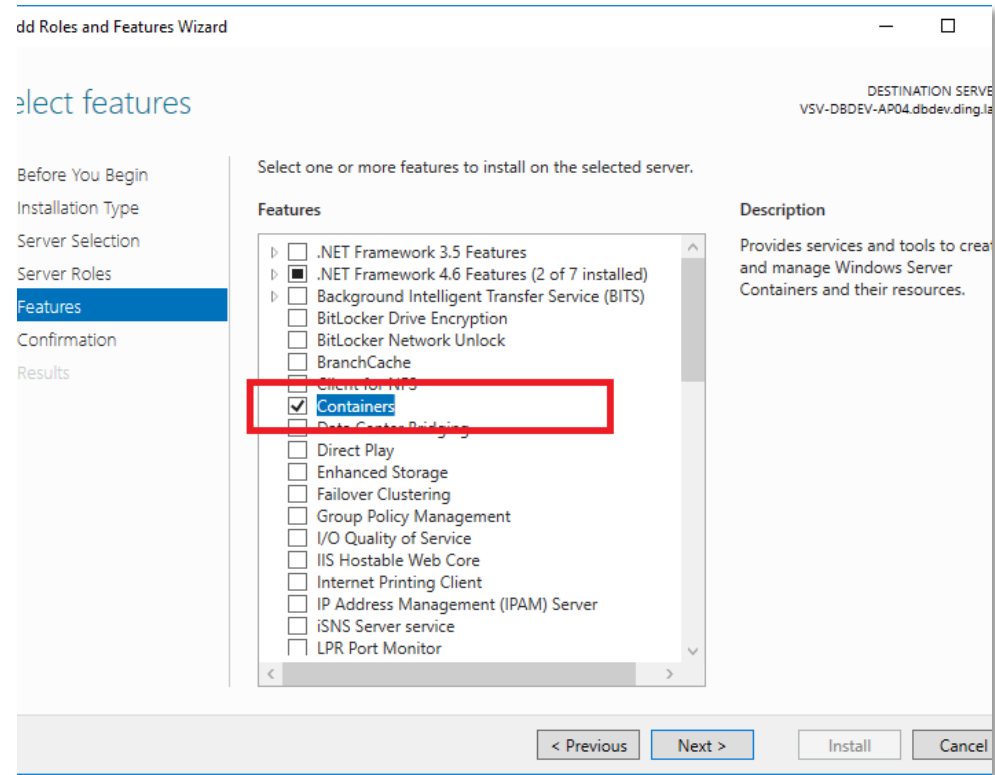 dd Roles and Features Wizard
elect features
DESTINATION SERVE
VSV-DBDEV-AP04.dbdev.ding.la
Before You Begin
Installation Type
Server Selection
Server Roles
Features
Confirmation
Results
Select one or more features to install on the selected server.
Features
.NET Framework 3.5 Features
.NET Framework 4.6 Features (2 of 7 installed)
Background Intelligent Transfer Service (BITS)
BitLocker Drive Encryption
BitLocker Network Unlock
BranchCache
Client for NFS
Containers
Data Center Bridging
Direct Play
Enhanced Storage
Failover Clustering
Group Policy Management
I/O Quality of Service
IIS Hostable Web Core
Internet Printing Client
IP Address Management (IPAM) Server
iSNS Server service
LPR Port Monitor
Description
Provides services and tools to creat
and manage Windows Server
Containers and their resources.
< Previous
Next >
Install
Cancel